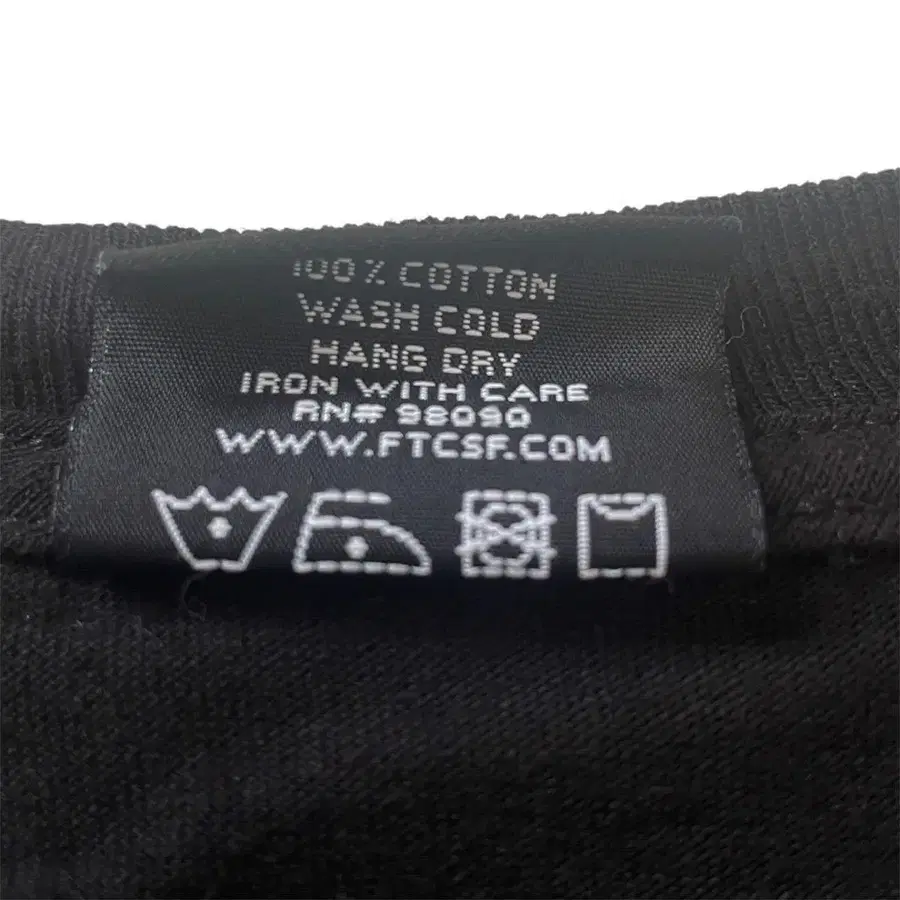 100% COTTON
WASH COLD
HANG DRY
IRON WITH CARE
RN# 98090
WWW.FTCSF.COM